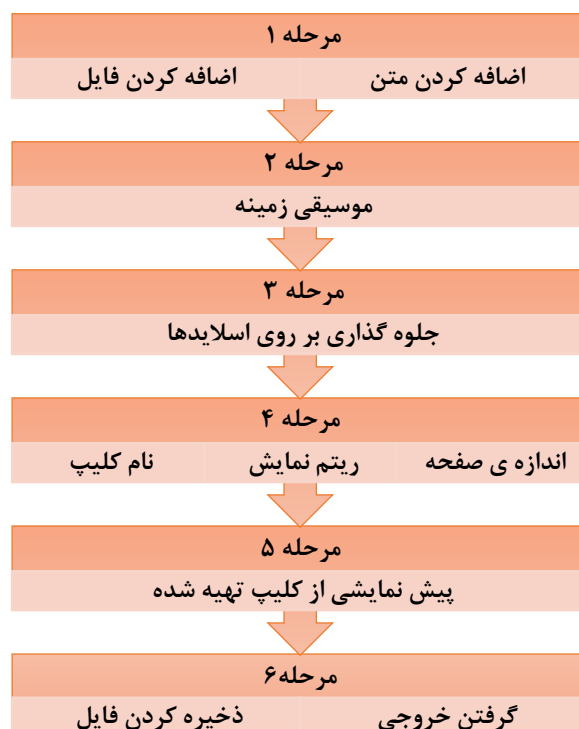 مرحله ۱
اضافه کردن متن اضافه کردن فایل
مرحله ۲
موسیقی زمینه
مرحله ۳
جلوه گذاری بر روی اسلایدها
مرحله ۴
اندازه ی صفحه ریتم نمایش نام کلیپ
مرحله ۵
پیش نمایشی از کلیپ تهیه شده
مرحله۶
گرفتن خروجی ذخیره کردن فایل